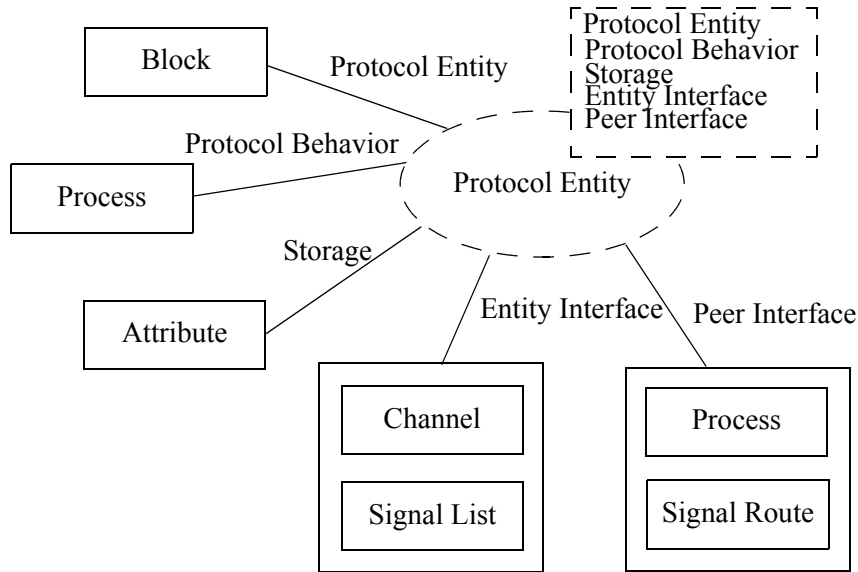 Protocol Entity
Protocol Behavior
Storage
Entity Interface
Peer Interface
Block
Protocol Entity
Protocol Behavior
Process
Protocol Entity
Storage
Attribute
Entity Interface
Peer Interface
Channel
Signal List
Process
Signal Route